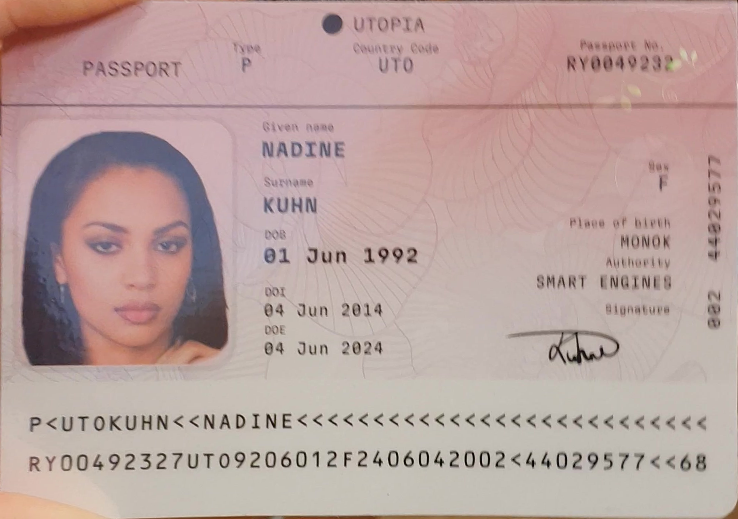 UTOPIA
PASSPORT
Type
P
Country Code
UTO
Passport No.
RY0049232
Given name
NADINE
Surname
KUHN
DOB
01 Jun 1992
DOI
04 Jun 2014
DOE
04 Jun 2024
Sex
F
Place of birth
MONOK
Authority
SMART ENGINES
Signature
Kuhne
002 44029577
P<UTOKUHN<<NADINE<<<<<<<<<<<<<<<<<<<<<<<<<<<
RY00492327UTO9206012F2406042002<44029577<<68